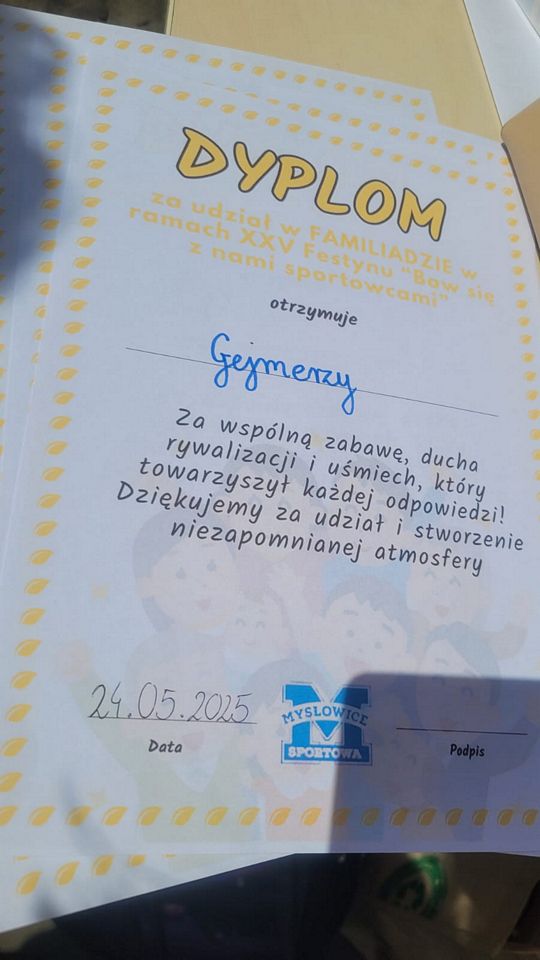 DYPLOM
za udział w FAMILIADZIE w
ramach XXV Festynu "Baw się
z nami sportowcami"
otrzymuje
Gejmerzy
Za wspólną zabawę, ducha
rywalizacji i uśmiech, który
towarzyszył każdej odpowiedzi!
Dziękujemy za udział i stworzenie
niezapomnianej atmosfery
24.05.2025
Data
M
MYSŁOWICE
SPORTOWA
Podpis